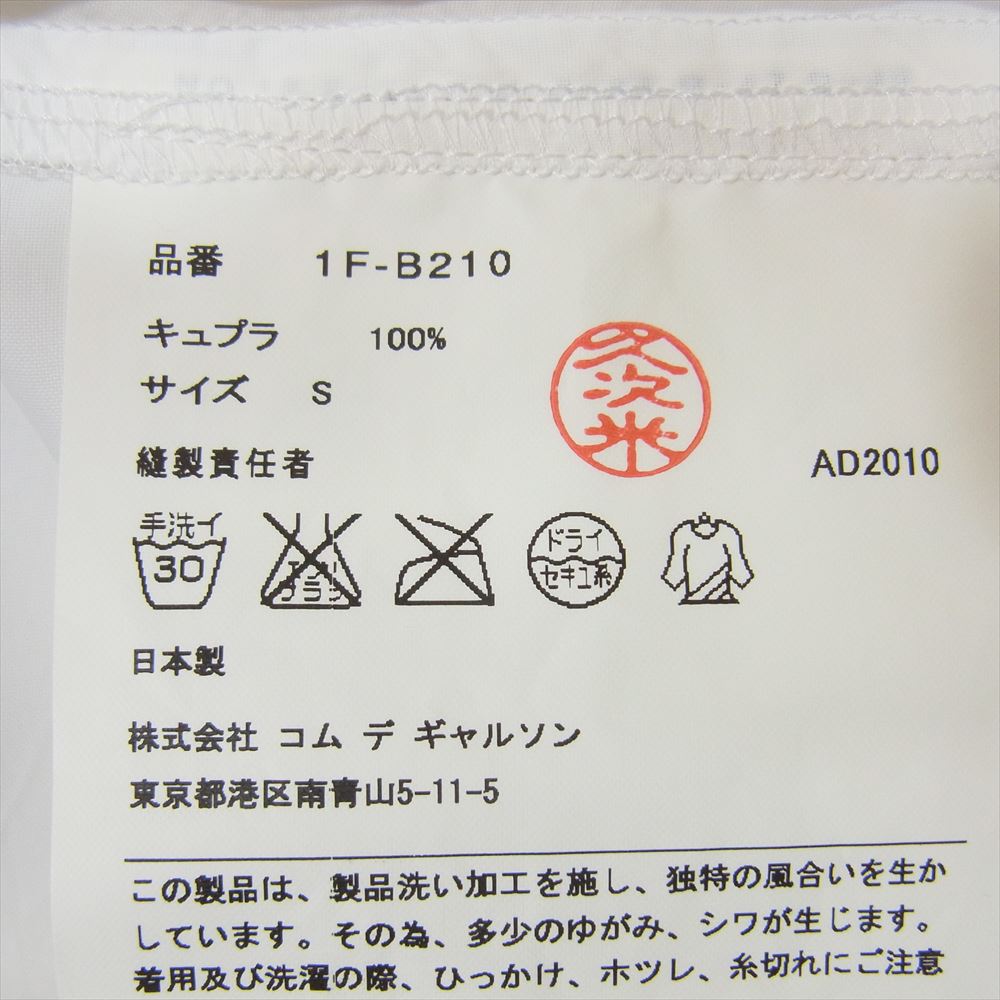 品番 1F-B210
キュプラ 100%
サイズ S
久次米
縫製責任者
AD2010
手洗イ
30
エンソ
ドライ
セキユ系
日本製
株式会社 コム デ ギャルソン
東京都港区南青山5-11-5
この製品は、製品洗い加工を施し、独特の風合いを生か
しています。その為、多少のゆがみ、シワが生じます。
着用及び洗濯の際、ひっかけ、ホツレ、糸切れにご注意